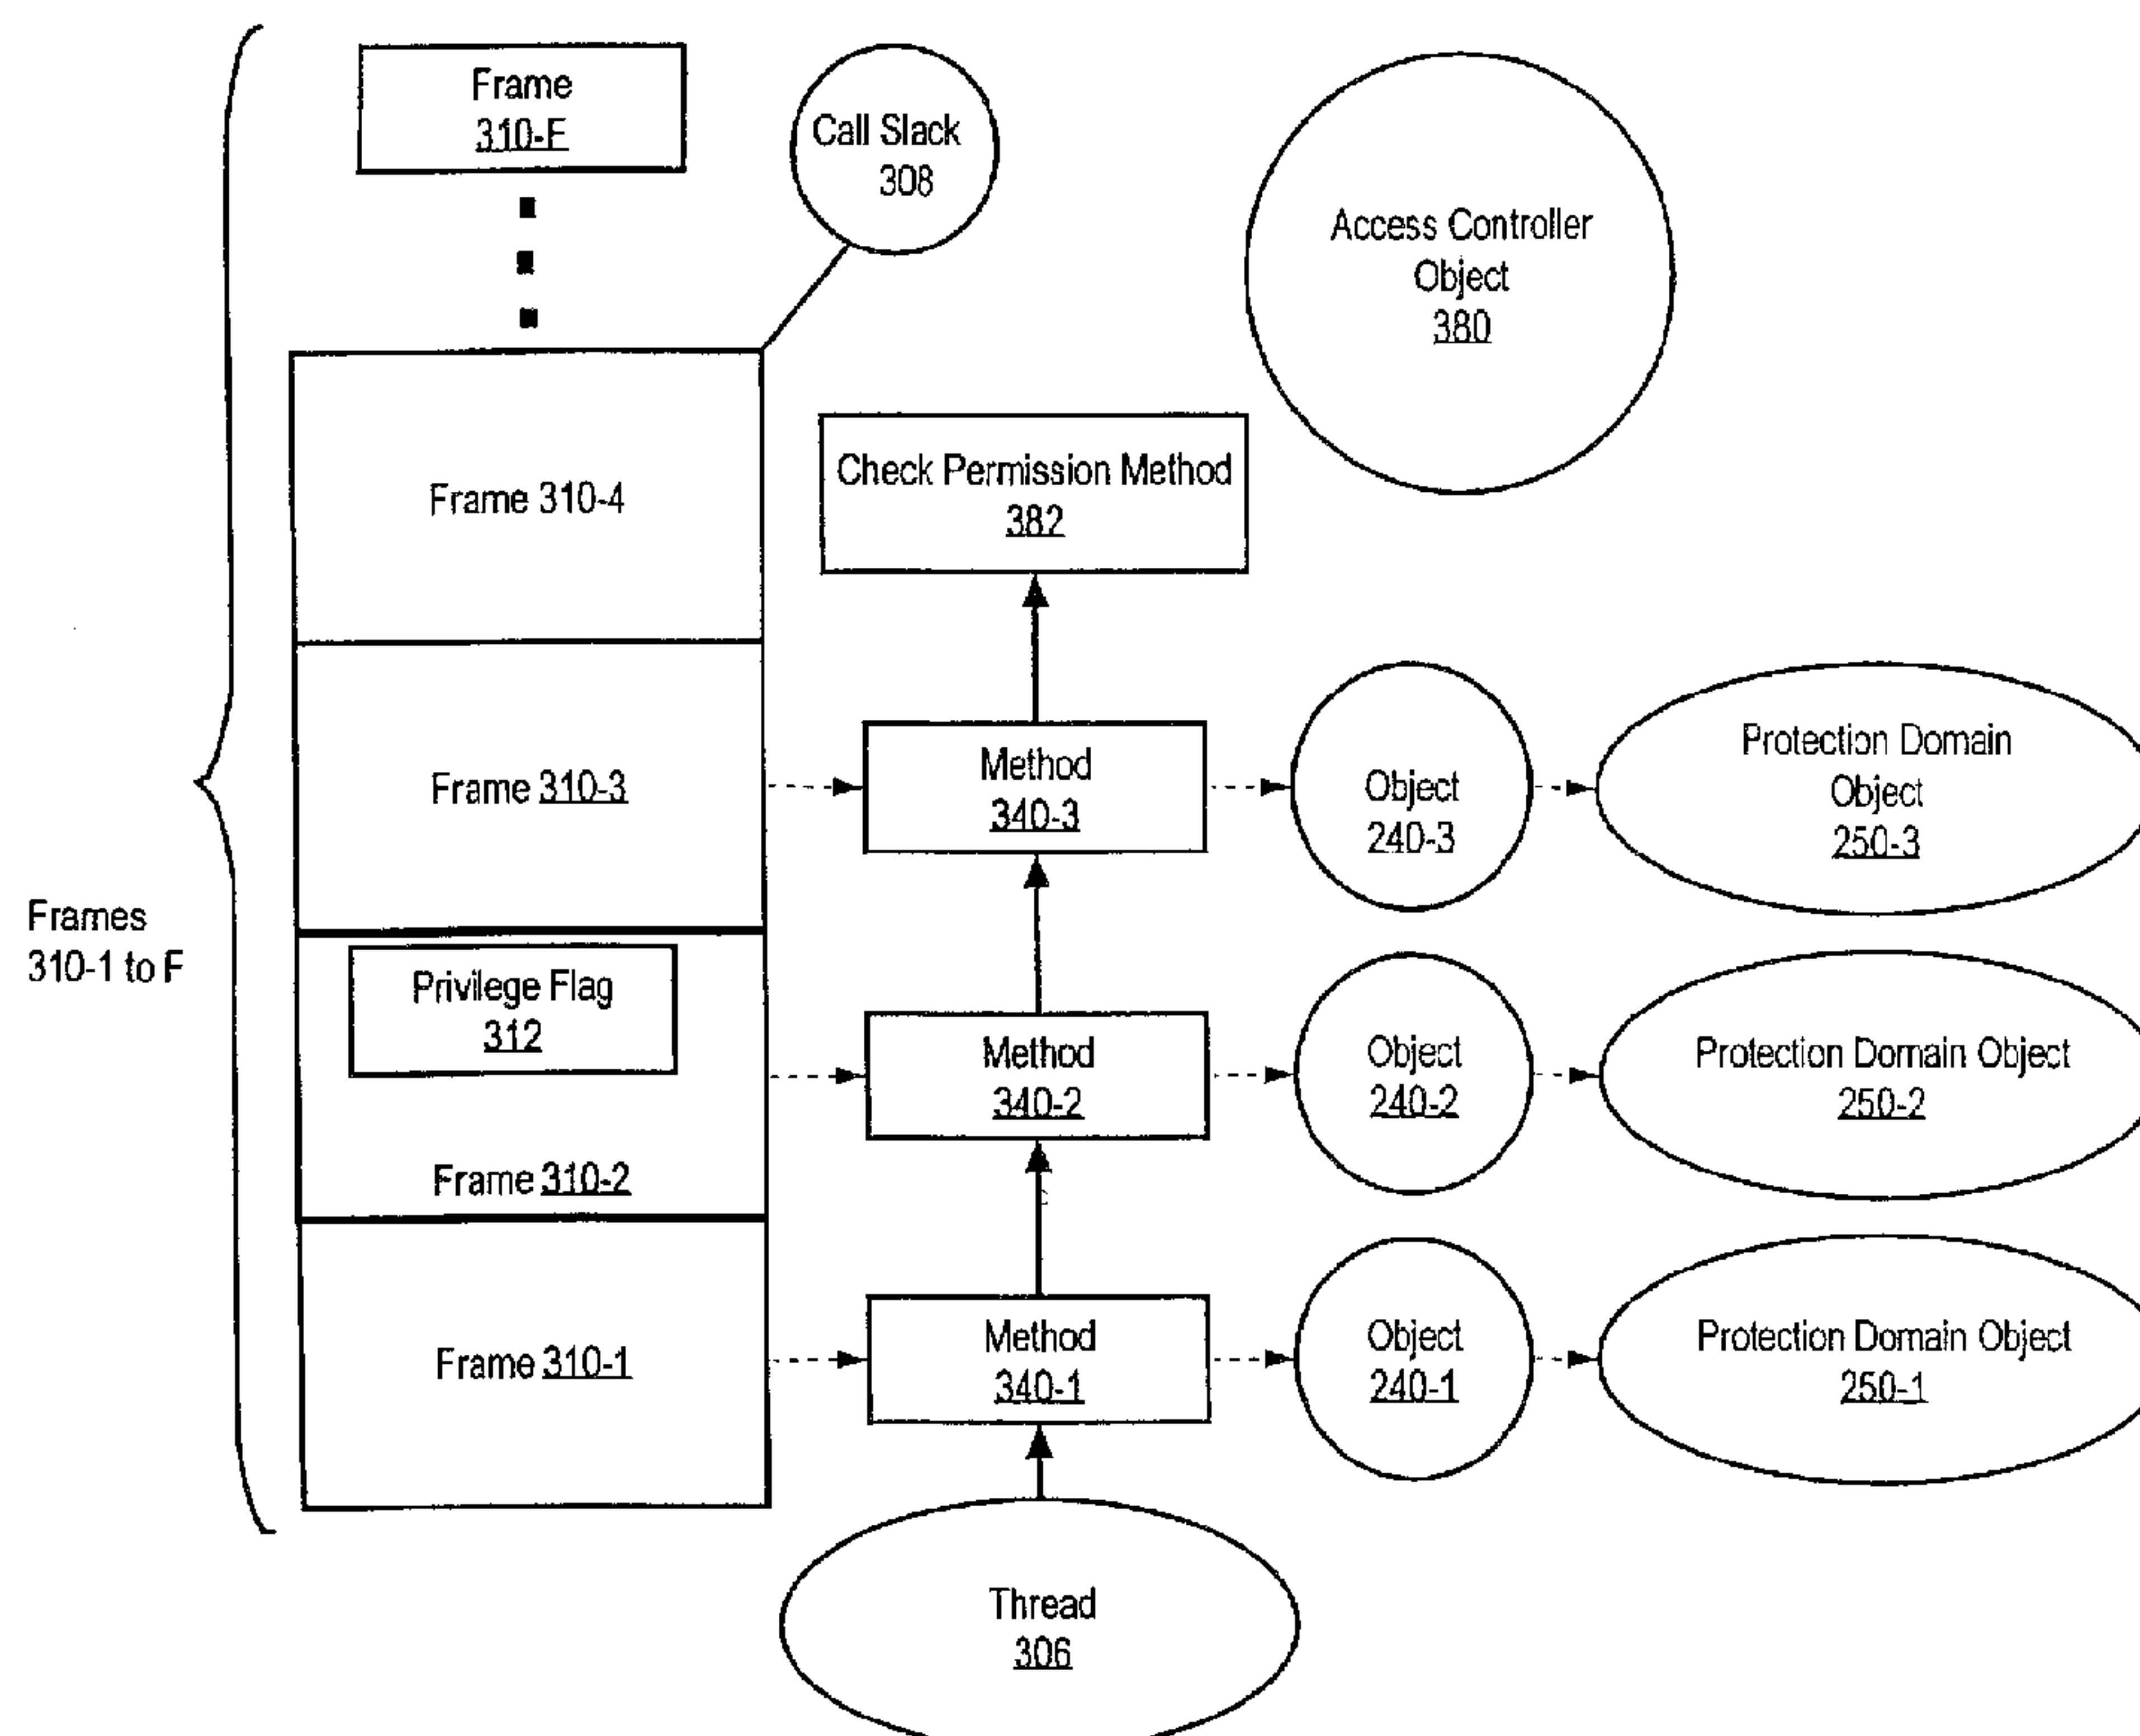 Frame
310-F
Call Slack
308
Access Controller
Object
380
Frame 310-4
Check Permission Method
382
Frame 310-3
Method
340-3
Object
240-3
Protection Domain
Object
250-3
Frames
310-1 to F
Privilege Flag
312
Frame 310-2
Method
340-2
Object
240-2
Protection Domain Object
250-2
Frame 310-1
Method
340-1
Object
240-1
Protection Domain Object
250-1
Thread
306